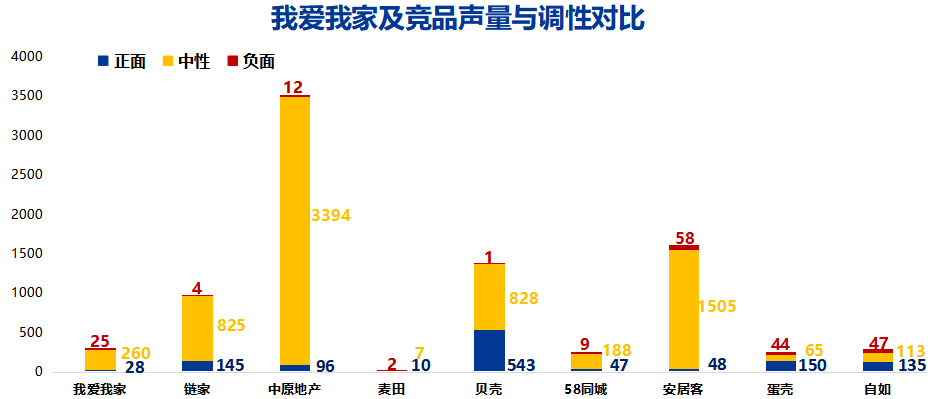 我爱我家及竞品声量与调性对比
正面 中性 负面
4000
3500
3000
2500
2000
1500
1000
500
0
25 260 28
4 825 145
12 3394 96
2 7 10
1 828 543
9 188 47
58 1505 48
44 65 150
47 113 135
我爱我家 链家 中原地产 麦田 贝壳 58同城 安居客 蛋壳 自如